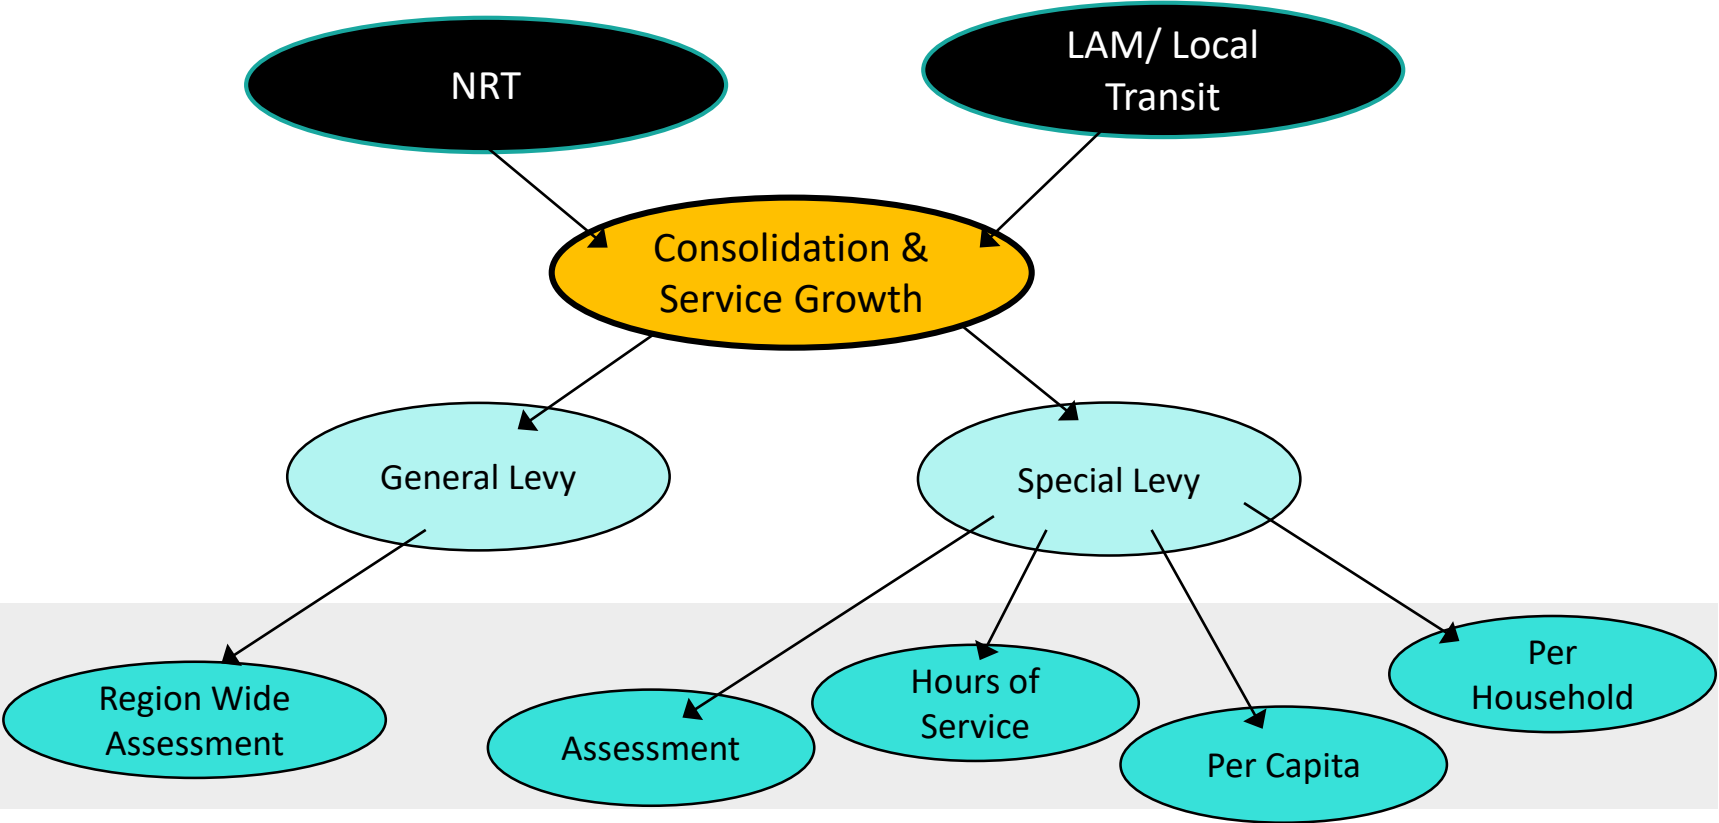 NRT
LAM/ Local
Transit
Consolidation &
Service Growth
General Levy
Special Levy
Region Wide
Assessment
Assessment
Hours of
Service
Per Capita
Per
Household